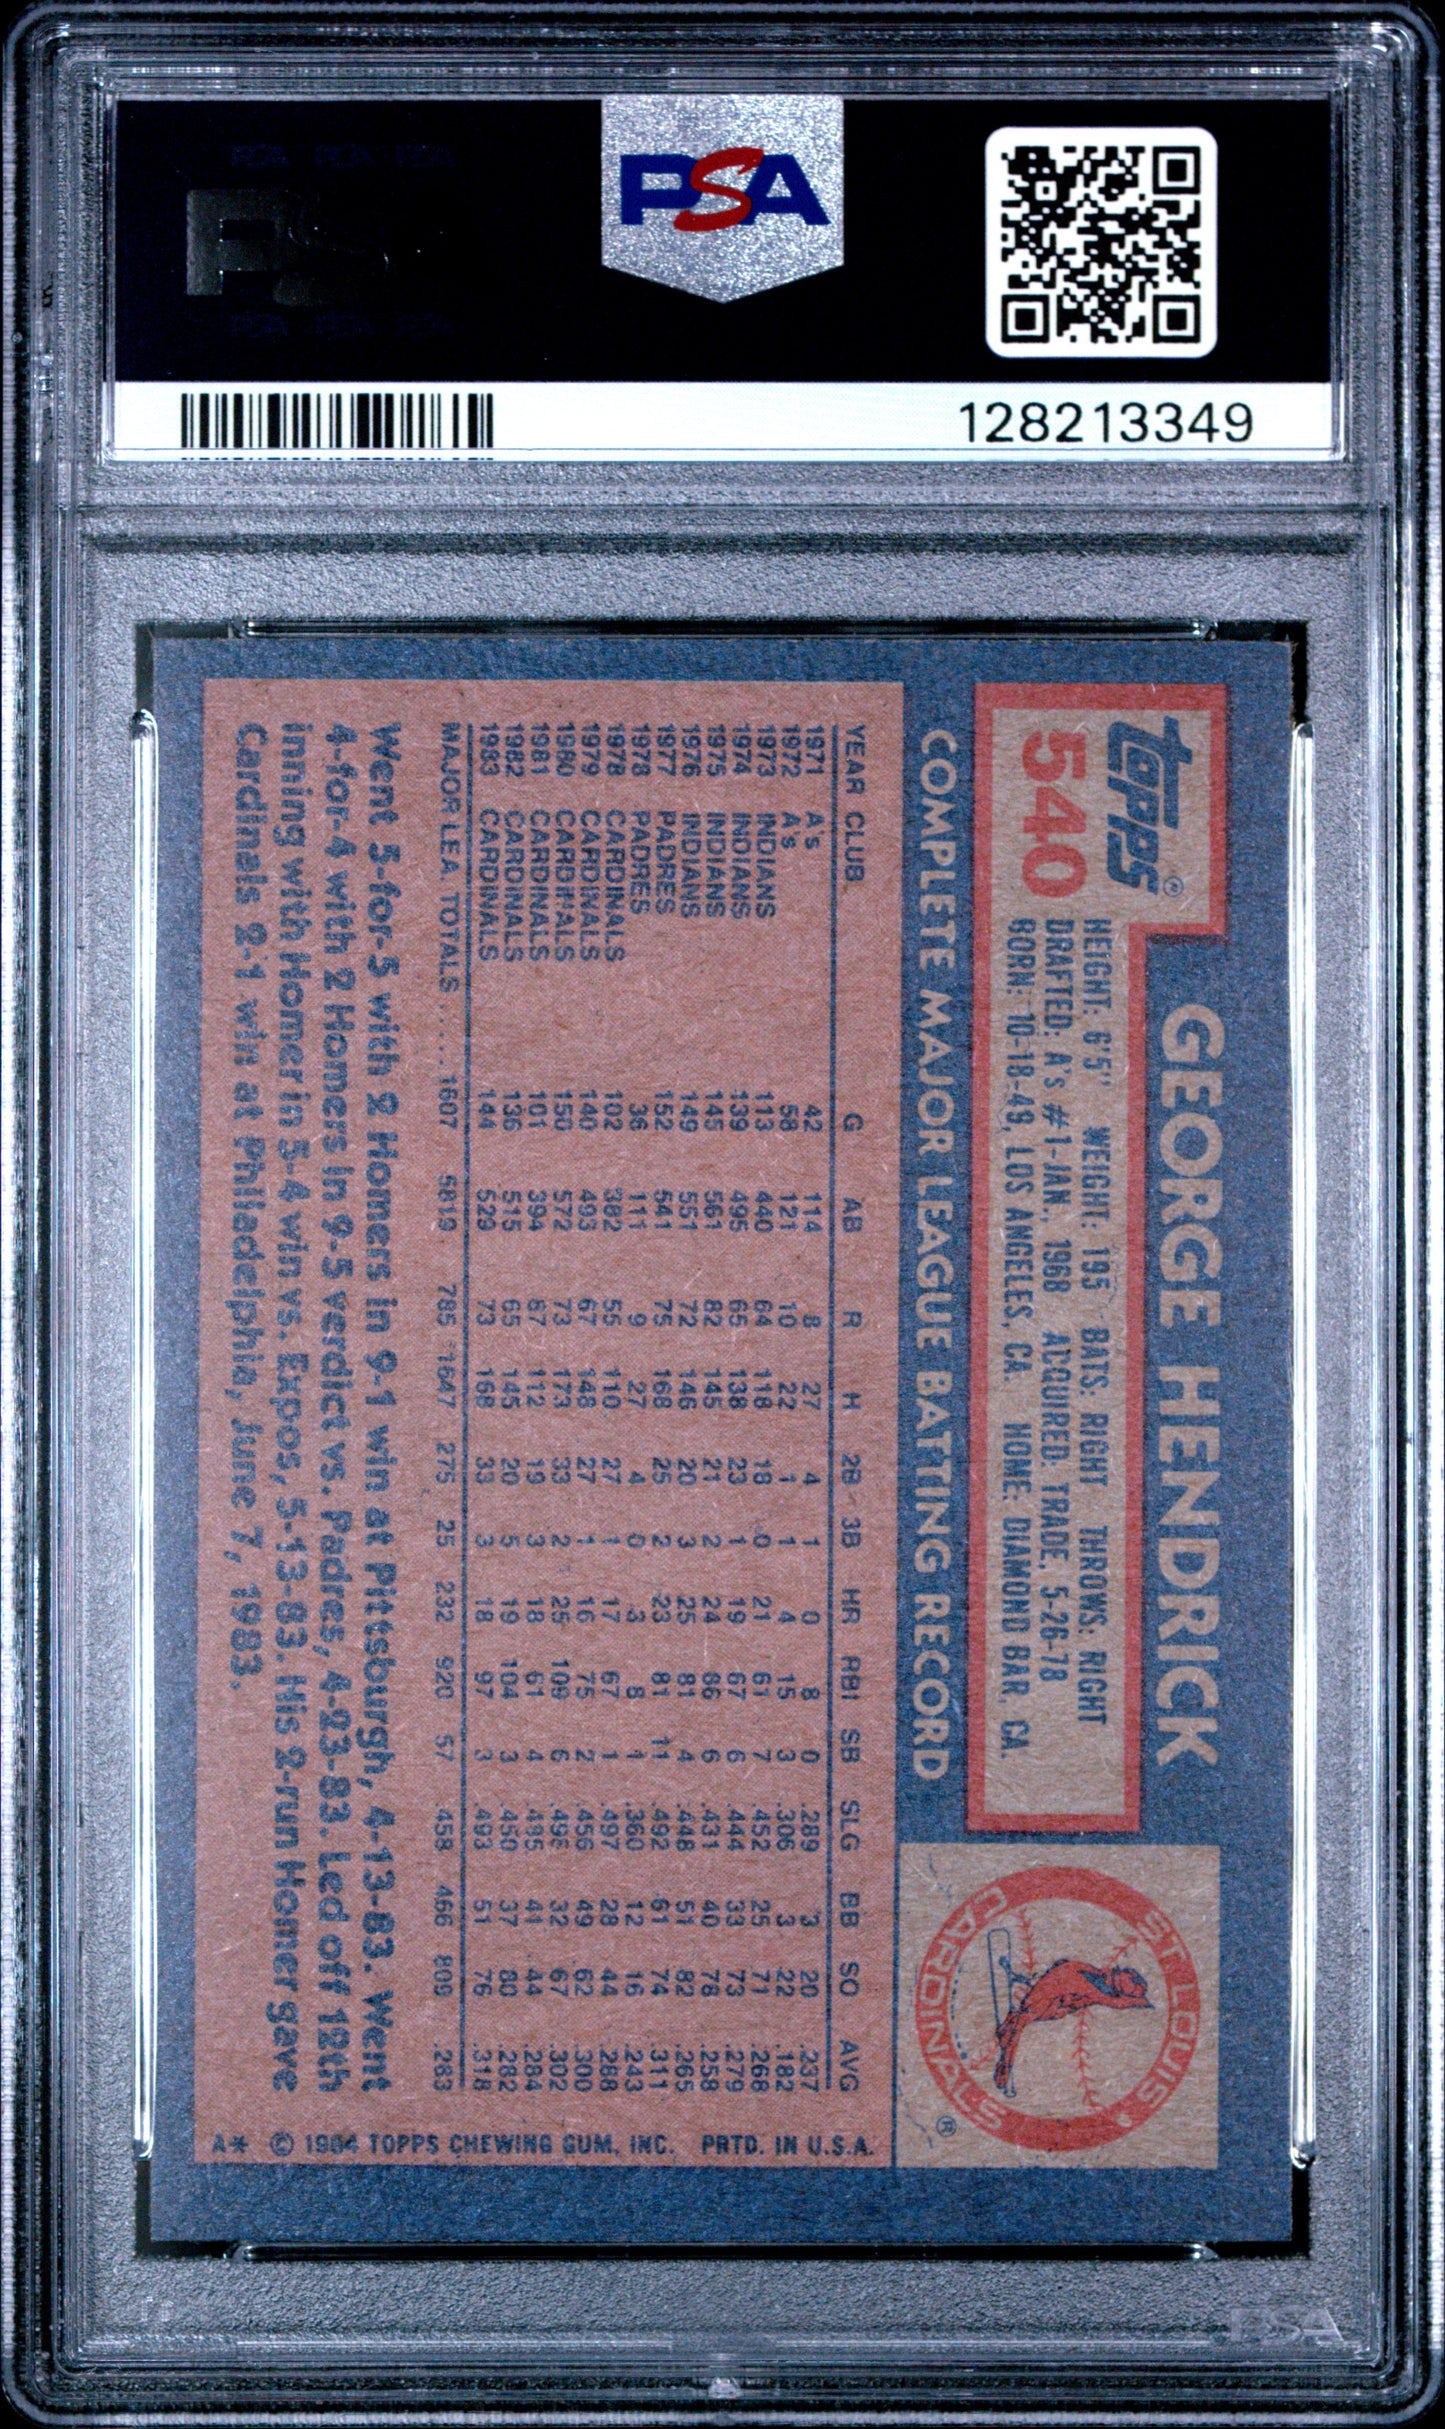 PSA
128213349
topps®
540
GEORGE HENDRICK
HEIGHT: 6'5" WEIGHT: 195 BATS: RIGHT THROWS: RIGHT
DRAFTED: A's #1-JAN., 1968 ACQUIRED: TRADE, 5-26-78
BORN: 10-18-49, LOS ANGELES, CA. HOME: DIAMOND BAR, CA.
ST. LOUIS CARDINALS ®
COMPLETE MAJOR LEAGUE BATTING RECORD
YEAR CLUB G AB R H 2B 3B HR RBI SB SLG BB SO AVG
1971 A's 42 114 8 27 4 1 0 8 0 .289 3 20 .237
1972 A's 58 121 10 22 1 1 4 15 3 .306 3 22 .182
1973 INDIANS 113 440 64 118 18 0 21 61 7 .452 25 71 .268
1974 INDIANS 139 495 65 138 23 1 19 67 6 .444 33 73 .279
1975 INDIANS 145 561 82 145 21 2 24 86 6 .431 40 78 .258
1976 INDIANS 149 551 72 146 20 3 25 81 4 .448 51 82 .265
1977 PADRES 152 541 75 168 25 2 23 81 11 .492 61 74 .311
1978 PADRES 36 111 9 27 4 0 3 8 1 .360 12 16 .243
1978 CARDINALS 102 382 55 110 27 1 17 67 1 .497 28 44 .288
1979 CARDINALS 140 493 67 148 27 1 16 75 2 .456 49 62 .300
1980 CARDINALS 150 572 73 173 33 2 25 109 6 .498 32 67 .302
1981 CARDINALS 101 394 67 112 19 3 18 61 4 .485 41 44 .284
1982 CARDINALS 136 515 65 145 20 5 19 104 3 .450 37 80 .282
1983 CARDINALS 144 529 73 168 33 3 18 97 3 .493 51 76 .318
MAJOR LEA. TOTALS ..... 1607 5819 785 1647 275 25 232 920 57 .458 466 809 .283
Went 5-for-5 with 2 Homers in 9-1 win at Pittsburgh, 4-13-83. Went
4-for-4 with 2 Homers in 9-5 verdict vs. Padres, 4-23-83. Led off 12th
inning with Homer in 5-4 win vs. Expos, 5-13-83. His 2-run Homer gave
Cardinals 2-1 win at Philadelphia, June 7, 1983.
A* © 1984 TOPPS CHEWING GUM, INC. PRTD. IN U.S.A.
PSA